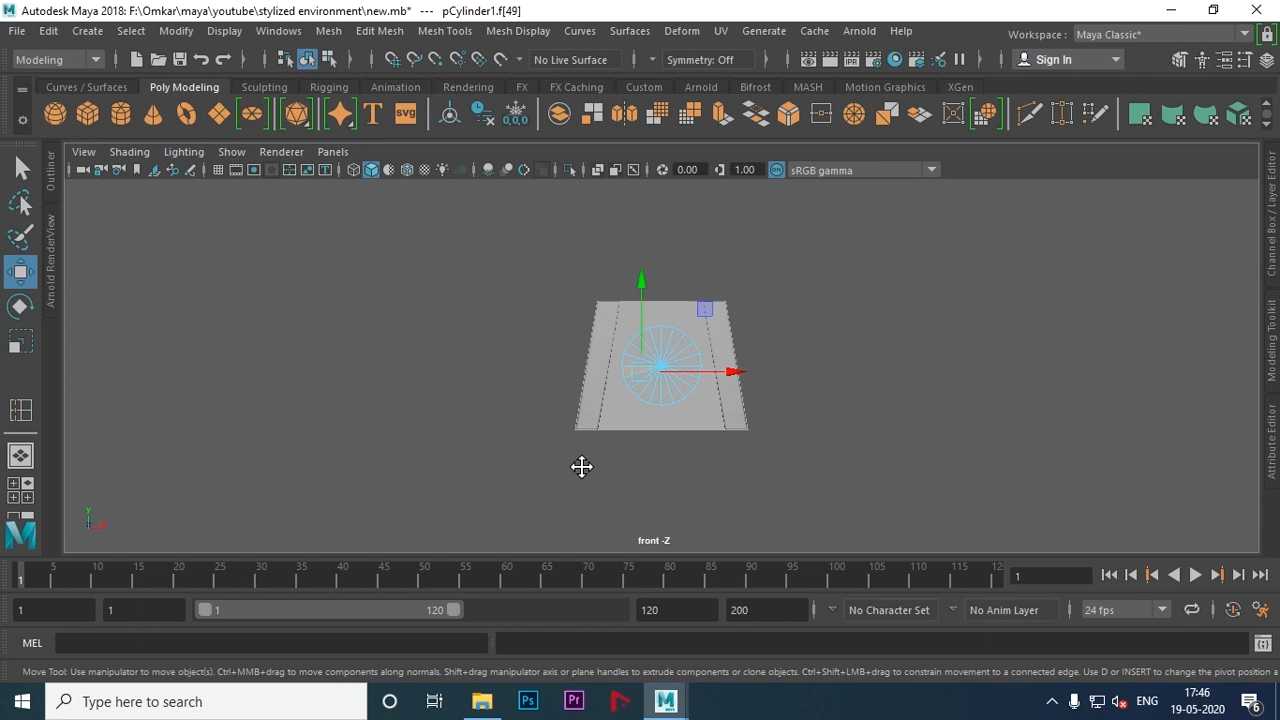 Autodesk Maya 2018: F:\Omkar\maya\youtube\stylized environment\new.mb*   ---   pCylinder1.f[49]
File Edit Create Select Modify Display Windows Mesh Edit Mesh Mesh Tools Mesh Display Curves Surfaces Deform UV Generate Cache Arnold Help Workspace : Maya Classic*
Modeling No Live Surface Symmetry: Off Sign In
Curves / Surfaces Poly Modeling Sculpting Rigging Animation Rendering FX FX Caching Custom Arnold Bifrost MASH Motion Graphics XGen
T SVG 0,0,0
View Shading Lighting Show Renderer Panels
0.00 1.00 ON sRGB gamma
Outliner
Arnold RenderView
Channel Box / Layer Editor
Modeling Toolkit
Attribute Editor
y
front -Z
1 5 10 15 20 25 30 35 40 45 50 55 60 65 70 75 80 85 90 95 100 105 110 115 12 1
1 1 1 120 120 200 No Character Set No Anim Layer 24 fps
MEL
Move Tool: Use manipulator to move object(s). Ctrl+MMB+drag to move components along normals. Shift+drag manipulator axis or plane handles to extrude components or clone objects. Ctrl+Shift+LMB+drag to constrain movement to a connected edge. Use D or INSERT to change the pivot position a
Type here to search Ps Pr M ENG 17:46
19-05-2020 6